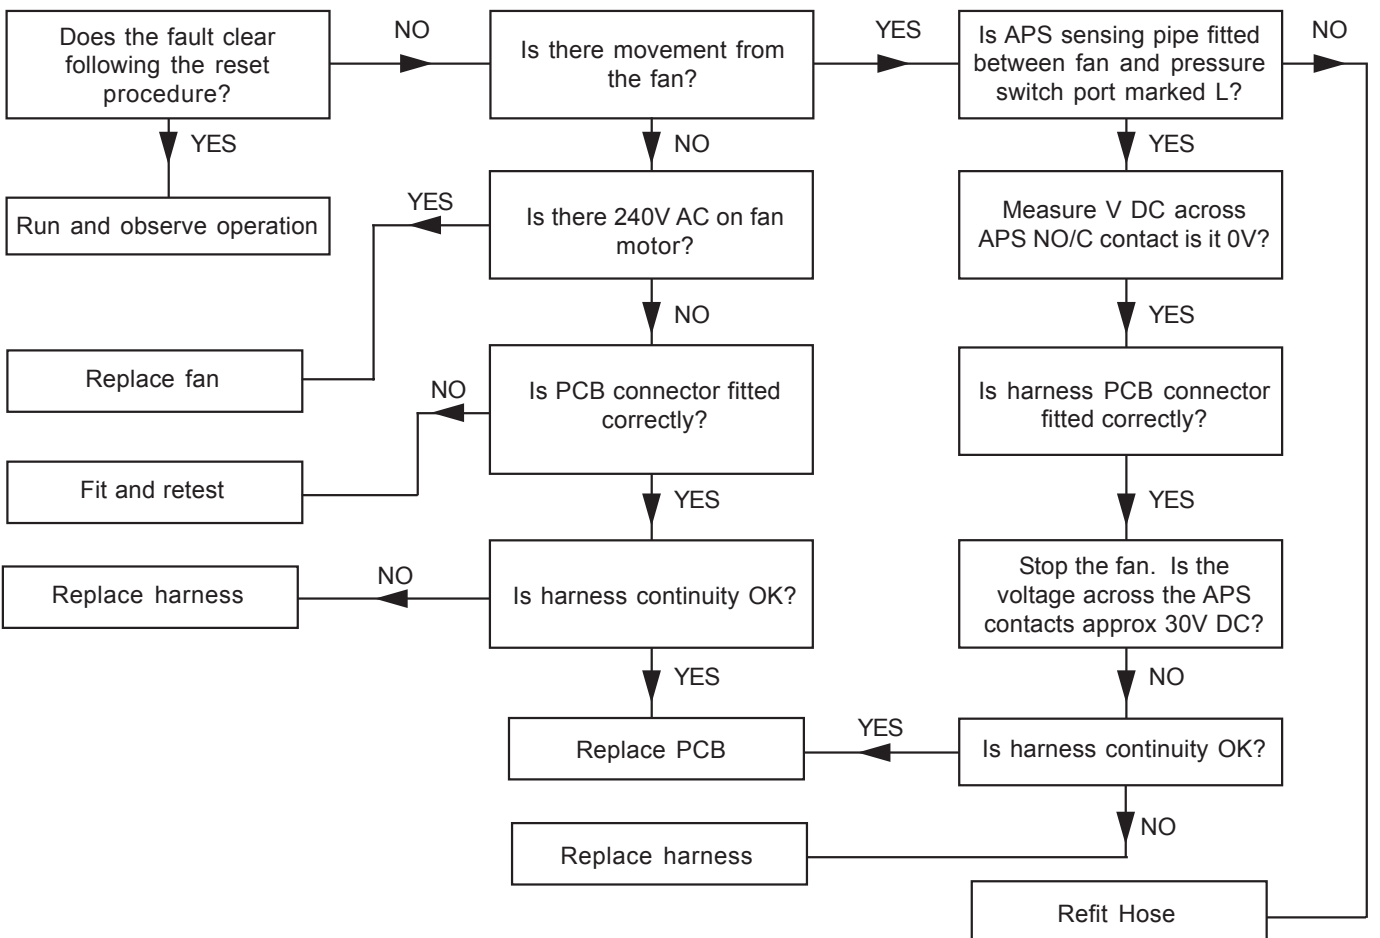 Does the fault clear
following the reset
procedure?
NO
Is there movement from
the fan?
YES
Is APS sensing pipe fitted
between fan and pressure
switch port marked L?
NO
YES
NO
YES
Run and observe operation
YES
Is there 240V AC on fan
motor?
Measure V DC across
APS NO/C contact is it 0V?
NO
YES
Replace fan
NO
Is PCB connector fitted
correctly?
Is harness PCB connector
fitted correctly?
Fit and retest
YES
YES
Replace harness
NO
Is harness continuity OK?
Stop the fan. Is the
voltage across the APS
contacts approx 30V DC?
YES
NO
Replace PCB
YES
Is harness continuity OK?
NO
Replace harness
Refit Hose